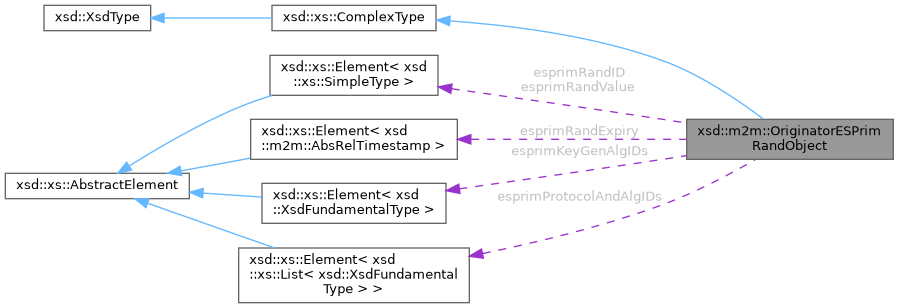 xsd::XsdType
xsd::xs::ComplexType
xsd::xs::Element< xsd
::xs::SimpleType >
esprimRandID
esprimRandValue
xsd::xs::Element< xsd
::m2m::AbsRelTimestamp >
esprimRandExpiry
xsd::m2m::OriginatorESPrim
RandObject
esprimKeyGenAlgIDs
xsd::xs::AbstractElement
xsd::xs::Element< xsd
::XsdFundamentalType >
esprimProtocolAndAlgIDs
xsd::xs::Element< xsd
::xs::List< xsd::XsdFundamental
Type > >